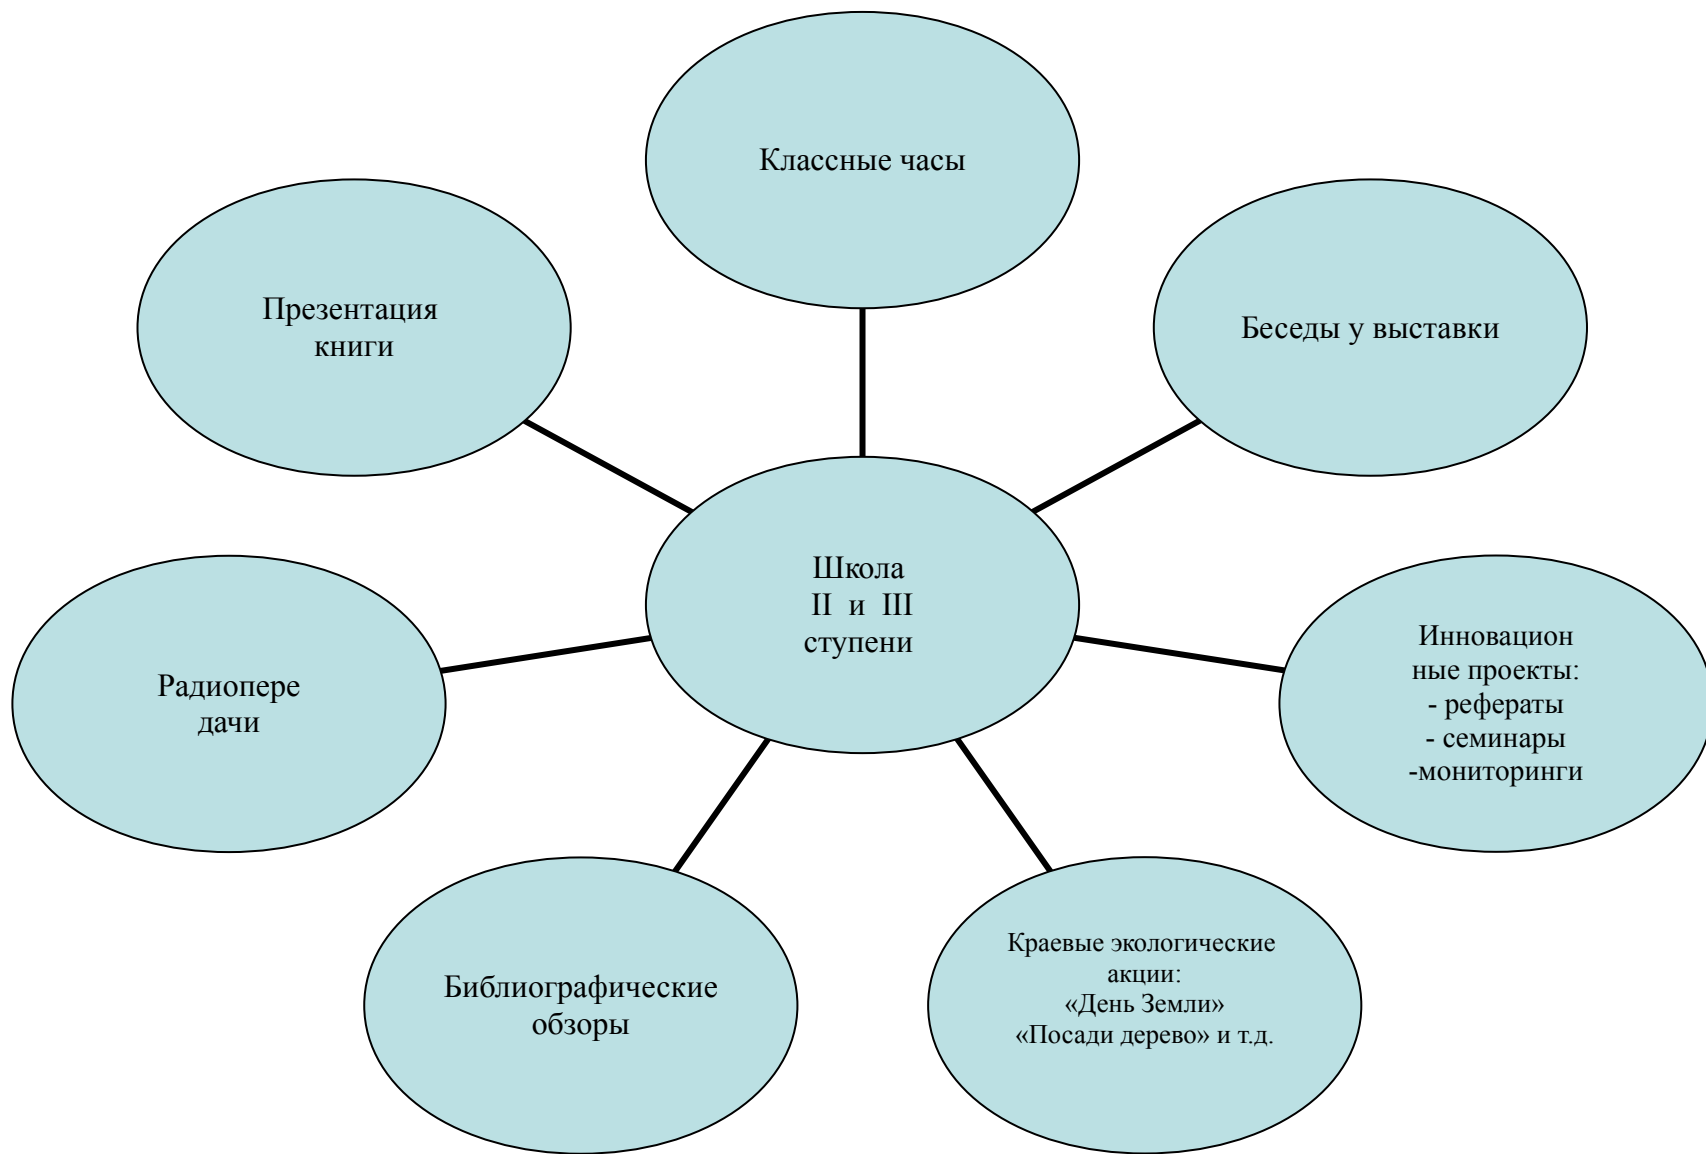 Классные часы
Презентация
книги
Беседы у выставки
Школа
II и III
ступени
Инновацион
ные проекты:
- рефераты
- семинары
-мониторинги
Радиопере
дачи
Краевые экологические
акции:
«День Земли»
«Посади дерево» и т.д.
Библиографические
обзоры